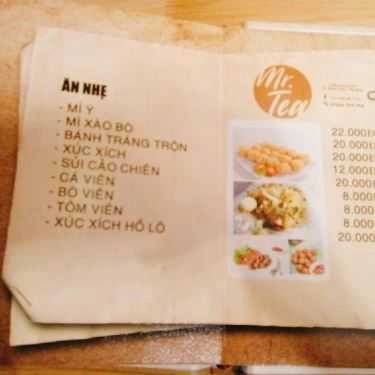 ĂN NHẸ
- MÌ Ý
- MÌ XÀO BÒ
- BÁNH TRÁNG TRỘN
- XÚC XÍCH
- SỦI CẢO CHIÊN
- CÁ VIÊN
- BÒ VIÊN
- TÔM VIÊN
- XÚC XÍCH HỒ LÔ
Mr.
Tea
22.000
20.000
20.000
12.000
20.000
8.000
8.000
8.000
20.000